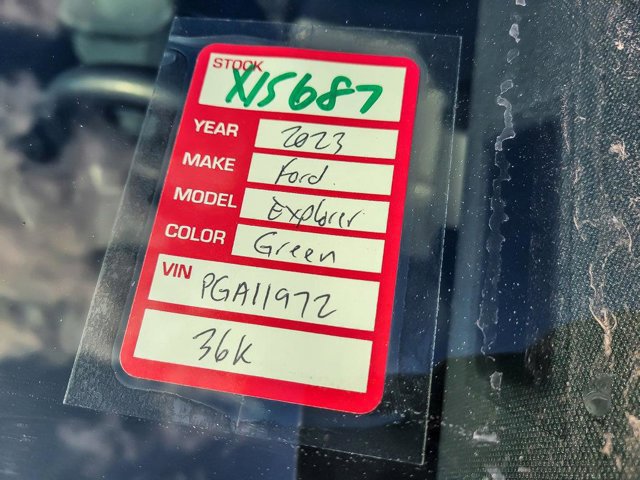 STOCK
X15687
YEAR 2023
MAKE Ford
MODEL Explorer
COLOR Green
VIN PGA11972
36K